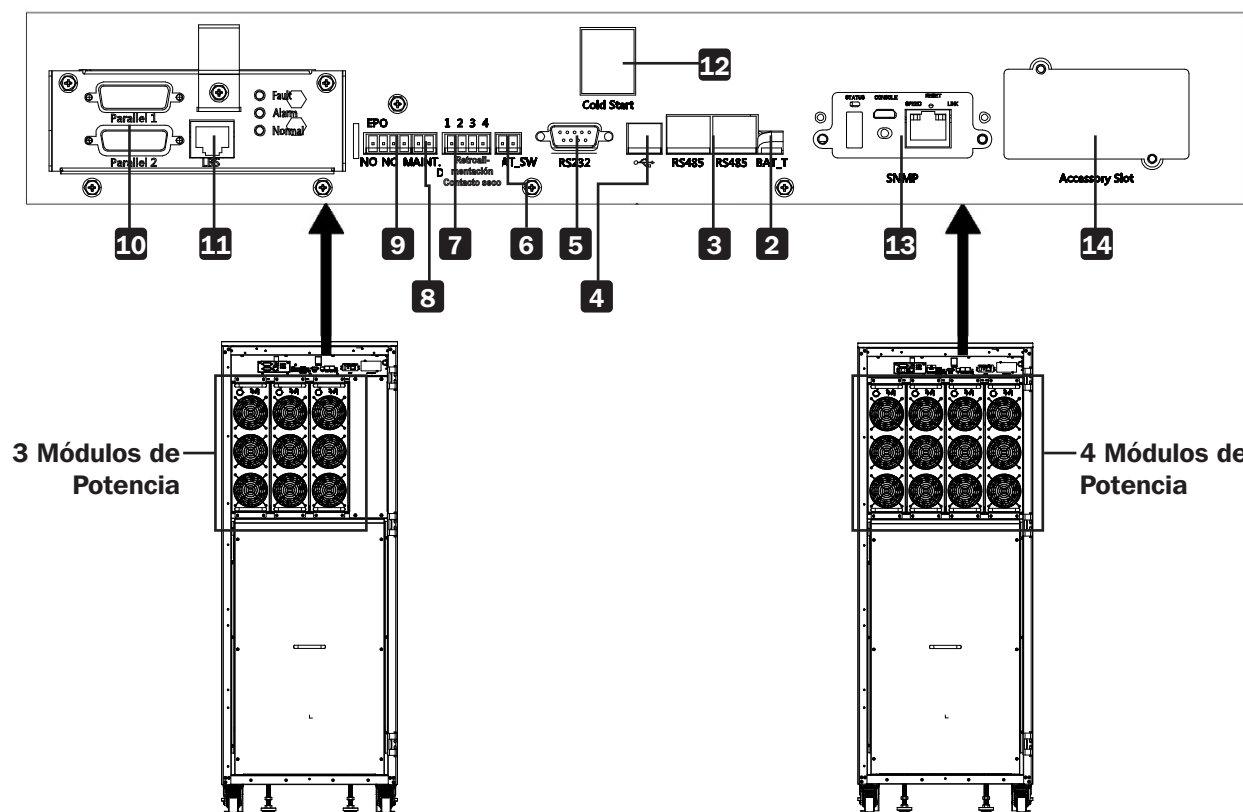 12
Cold Start
Fault
Alarm
Normal
Parallel 1
Parallel 2
LBS
EPO
NO NC MAINT.
1 2 3 4
D
Retroali-
mentación
Contacto seco
AT_SW
RS232
RS485 RS485 BAT_T
STATUS
CONSOLE
RESET
SPEED
LINK
SNMP
Accessory Slot
10
11
9
8
7
6
5
4
3
2
13
14
3 Módulos de
Potencia
4 Módulos de
Potencia